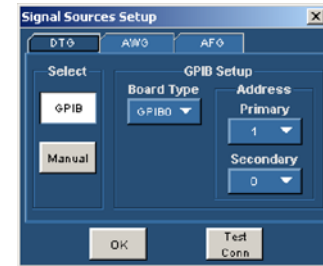 Signal Sources Setup
DTG AWG AFG
Select
GPIB
Manual
GPIB Setup
Board Type
GPIB0
Address
Primary
1
Secondary
0
OK
Test
Conn